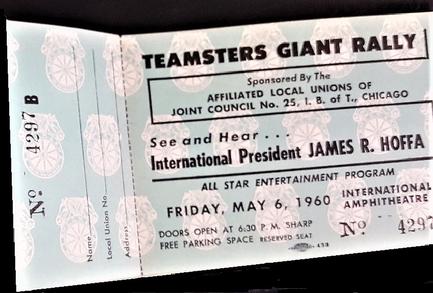 4297 B
No.
Name
Local Union No.
Address
TEAMSTERS GIANT RALLY
Sponsored By The
AFFILIATED LOCAL UNIONS OF
JOINT COUNCIL No. 25, I. B. of T., CHICAGO
See and Hear . . .
International President JAMES R. HOFFA
ALL STAR ENTERTAINMENT PROGRAM
FRIDAY, MAY 6, 1960
INTERNATIONAL
AMPHITHEATRE
DOORS OPEN AT 6:30 P. M. SHARP
FREE PARKING SPACE RESERVED SEAT
No. 4297